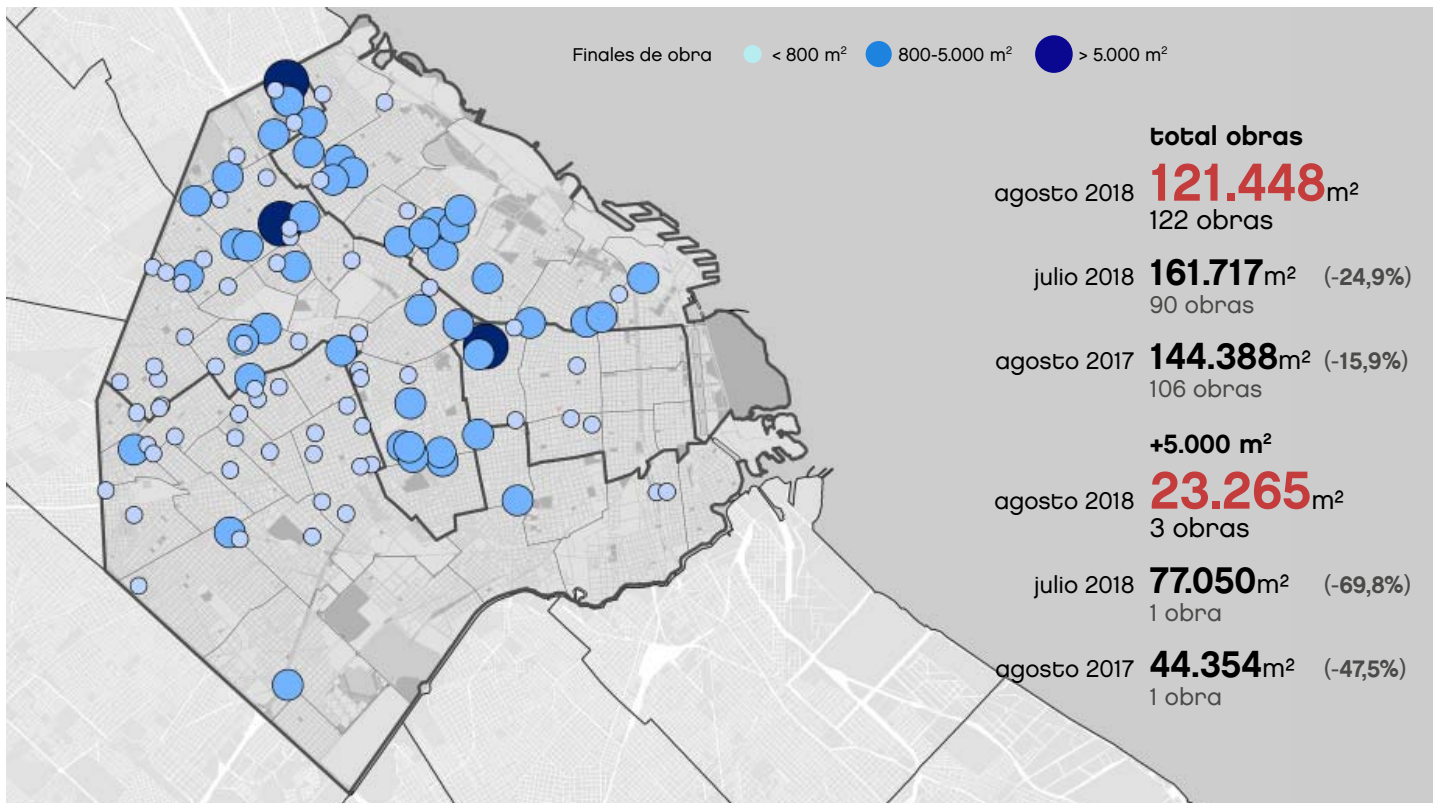 Finales de obra < 800 m² 800-5.000 m² > 5.000 m²
total obras
agosto 2018 121.448m²
122 obras
julio 2018 161.717m² (-24,9%)
90 obras
agosto 2017 144.388m² (-15,9%)
106 obras
+5.000 m²
agosto 2018 23.265m²
3 obras
julio 2018 77.050m² (-69,8%)
1 obra
agosto 2017 44.354m² (-47,5%)
1 obra